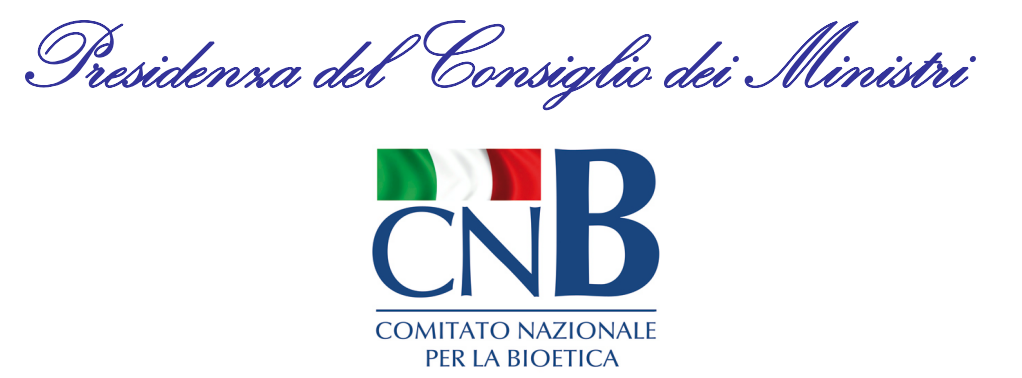 Presidenza del Consiglio dei Ministri
CNB
COMITATO NAZIONALE
PER LA BIOETICA